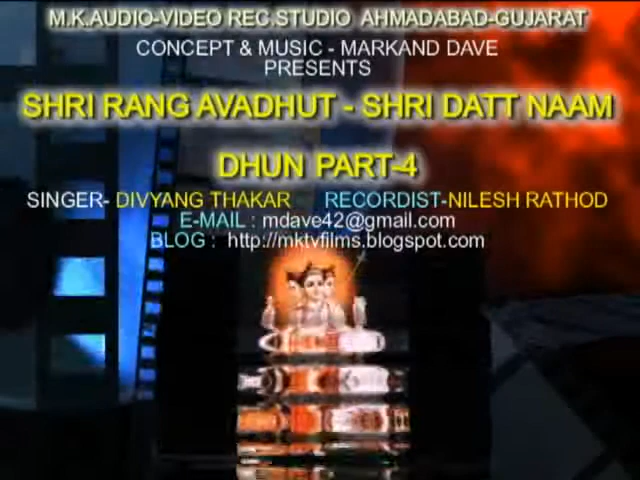 M.K.AUDIO-VIDEO REC.STUDIO AHMADABAD-GUJARAT
CONCEPT & MUSIC - MARKAND DAVE
PRESENTS
SHRI RANG AVADHUT - SHRI DATT NAAM
DHUN PART-4
SINGER- DIVYANG THAKAR RECORDIST-NILESH RATHOD
E-MAIL : mdave42@gmail.com
BLOG : http://mktvfilms.blogspot.com